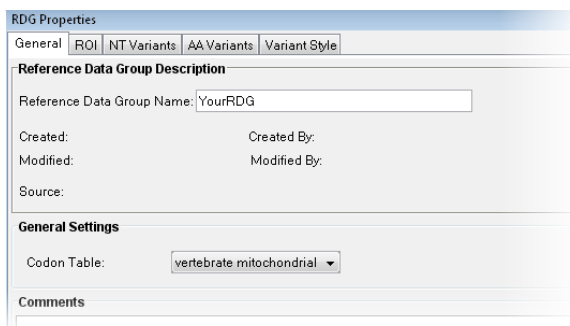 RDG Properties
General ROI NT Variants AA Variants Variant Style
Reference Data Group Description
Reference Data Group Name: YourRDG
Created: Created By:
Modified: Modified By:
Source:
General Settings
Codon Table: vertebrate mitochondrial
Comments